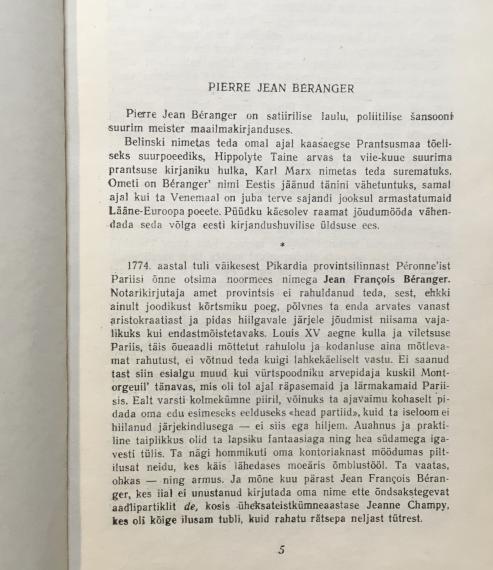 PIERRE JEAN BÉRANGER
Pierre Jean Béranger on satiirilise laulu, poliitilise šansooni
suurim meister maailmakirjanduses.
Belinski nimetas teda omal ajal kaasaegse Prantsusmaa tõeli-
seks suurpoeediks, Hippolyte Taine arvas ta viie-kuue suurima
prantsuse kirjaniku hulka, Karl Marx nimetas teda surematuks.
Ometi on Béranger' nimi Eestis jäänud tänini vähetuntuks, samal
ajal kui ta Venemaal on juba terve sajandi jooksul armastatumaid
Lääne-Euroopa poeete. Püüdku käesolev raamat jõudumööda vähen-
dada seda võlga eesti kirjandushuvilise üldsuse ees.
*
1774. aastal tuli väikesest Pikardia provintsilinnast Péronne'ist
Pariisi õnne otsima noormees nimega Jean François Béranger.
Notarikirjutaja amet provintsis ei rahuldanud teda, sest, ehkki
ainult joodikust kõrtsmiku poeg, põlvnes ta enda arvates vanast
aristokraatiast ja pidas hiilgavale järjele jõudmist niisama vaja-
likuks kui endastmõistetavaks. Louis XV aegne kulla ja viletsuse
Pariis, täis õueaadli mõttetut rahulolu ja kodanluse aina mõtleva-
mat rahutust, ei võtnud teda kuigi lahkekäeliselt vastu. Ei saanud
tast siin esialgu muud kui vürtspoodniku arvepidaja kuskil Mont-
orgeuil' tänavas, mis oli tol ajal räpasemaid ja lärmakamaid Parii-
sis. Ealt varsti kolmekümne piiril, võinuks ta ajavaimu kohaselt pi-
dada oma edu esimeseks eelduseks «head partiid», kuid ta iseloom ei
hiilanud järjekindlusega — ei siis ega hiljem. Auahnus ja prakti-
line taiplikkus olid ta lapsiku fantaasiaga ning hea südamega iga-
vesti tülis. Ta nägi hommikuti oma kontoriaknast möödumas pilt-
ilusat neidu, kes käis lähedases moeäris õmblustööl. Ta vaatas,
ohkas — ning armus. Ja mõne kuu pärast Jean François Béran-
ger, kes iial ei unustanud kirjutada oma nime ette õndsakstegevat
aadlipartiklit de, kosis üheksateistkümneaastase Jeanne Champy,
kes oli kõige ilusam tubli, kuid rahatu rätsepa neljast tütrest.
5